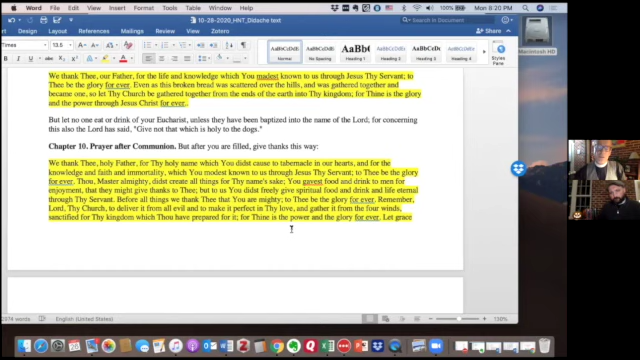 Word File Edit View Insert Format Tools Table Window Help
100%
Wed 8:20 PM
10-28-2020_HNT_Didsche text
Draw Design Layout References Mailings Review View Zotero
Share
Times
13.5
AaBbCcDdEe
Normal
AaBbCcDdEe
No Spacing
AaBbC
Heading 1
AaBbCcDc
Heading 2
AaBbCcDdE
Heading 3
AaBbCcDdEe
Heading 4
Styles
Pane
Macintosh HD
We thank Thee, our Father, for the life and knowledge which You modest known to us through Jesus Thy Servant; to
Thee be the glory for ever. Even as this broken bread was scattered over the hills, and was gathered together and
became one, so let Thy Church be gathered together from the ends of the earth into Thy kingdom; for Thine is the glory
and the power through Jesus Christ for ever..
But let no one eat or drink of your Eucharist, unless they have been baptized into the name of the Lord; for concerning
this also the Lord has said, "Give not that which is holy to the dogs."
Chapter 10. Prayer after Communion. But after you are filled, give thanks this way:
We thank Thee, holy Father, for Thy holy name which You didst cause to tabernacle in our hearts, and for the
knowledge and faith and immortality, which You modest known to us through Jesus Thy Servant; to Thee be the glory
for ever. Thou, Master almighty, didst create all things for Thy name's sake; You gavest food and drink to men for
enjoyment, that they might give thanks to Thee; but to us You didst freely give spiritual food and drink and life eternal
through Thy Servant. Before all things we thank Thee that You are mighty; to Thee be the glory for ever. Remember,
Lord, Thy Church, to deliver it from all evil and to make it perfect in Thy love, and gather it from the four winds,
sanctified for Thy kingdom which Thou have prepared for it; for Thine is the power and the glory for ever. Let grace
2974 words
English (United States)
130%